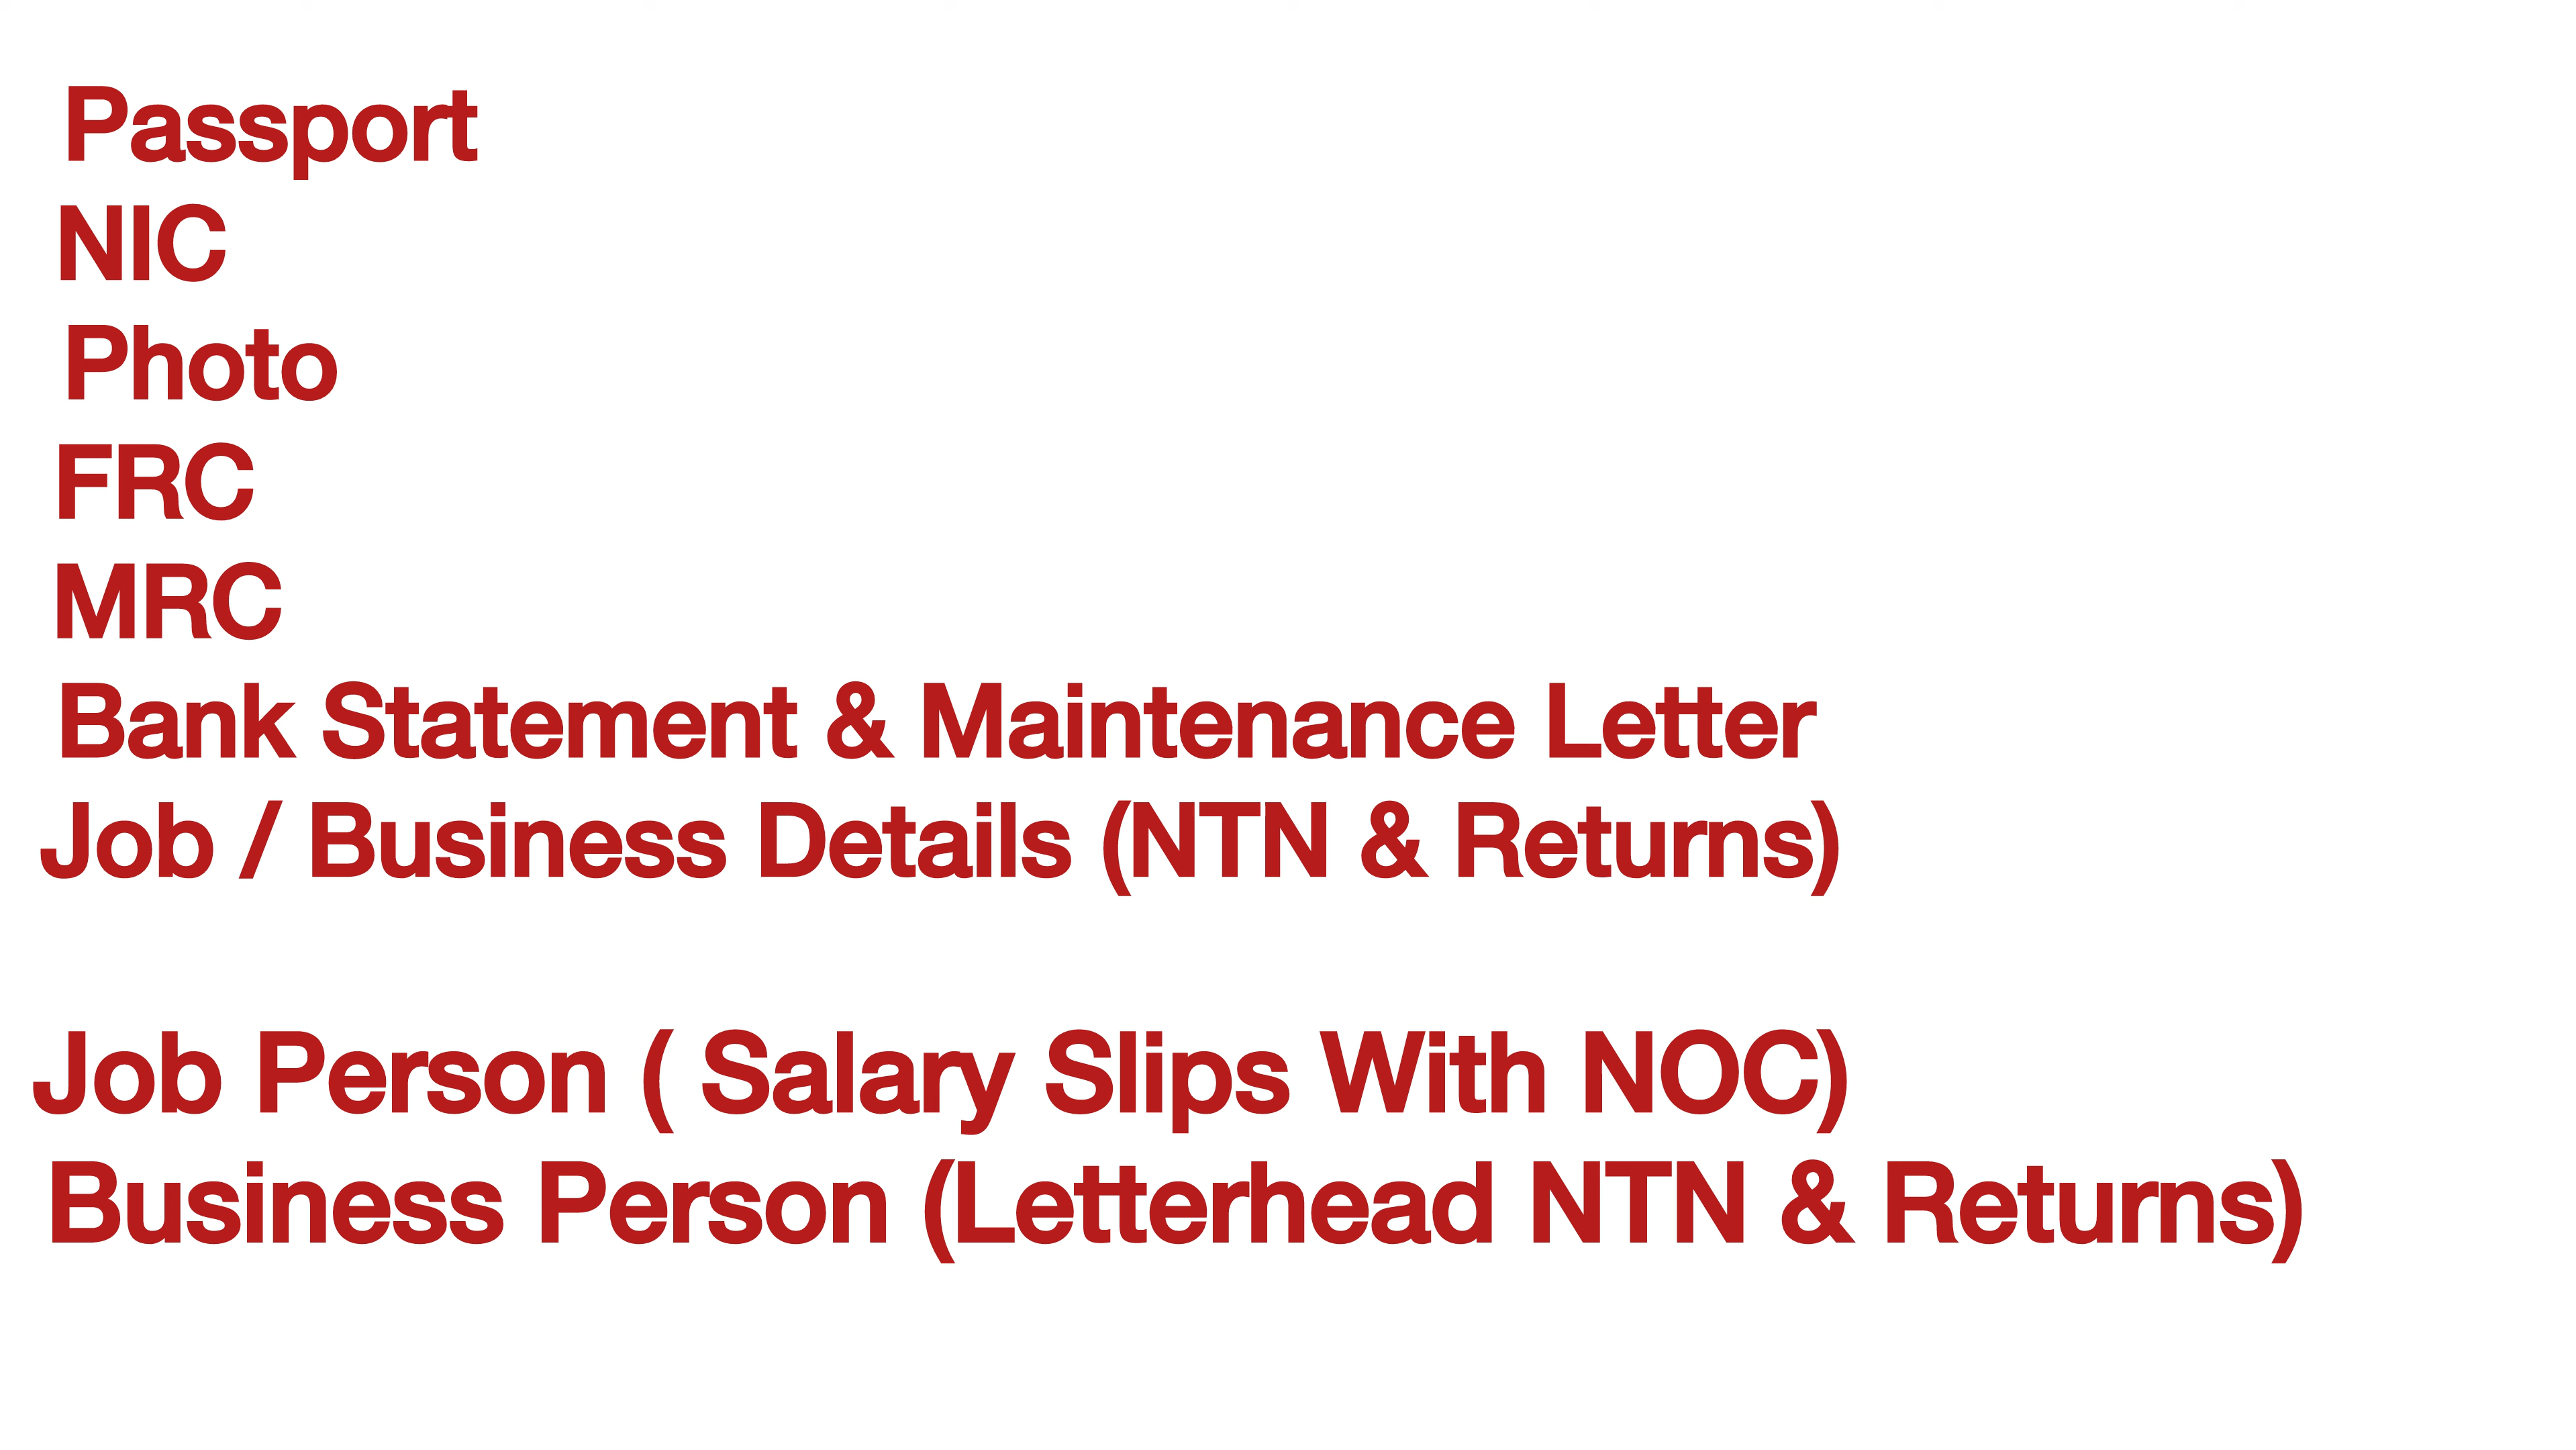 Passport
NIC
Photo
FRC
MRC
Bank Statement & Maintenance Letter
Job / Business Details (NTN & Returns)
Job Person ( Salary Slips With NOC)
Business Person (Letterhead NTN & Returns)